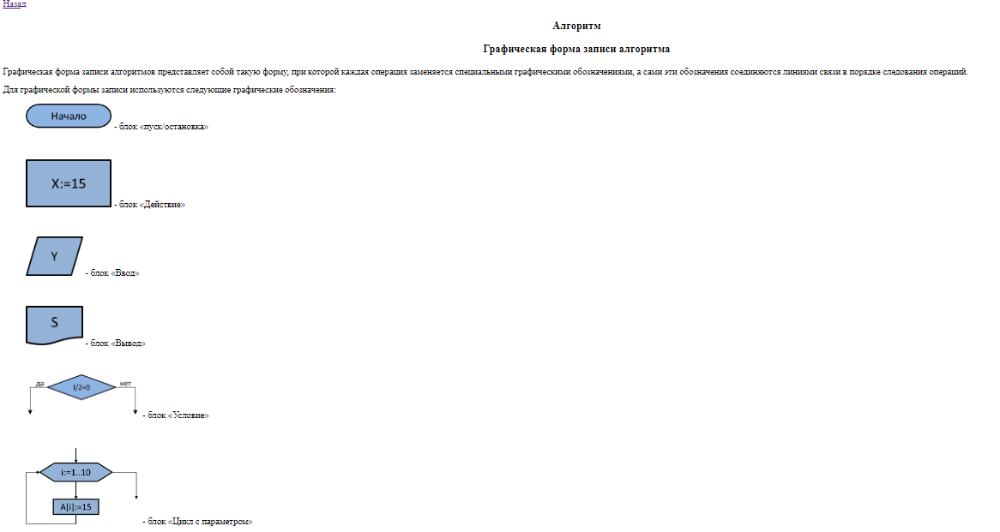 Назад
Алгоритм
Графическая форма записи алгоритма
Графическая форма записи алгоритмов представляет собой такую форму, при которой каждая операция заменяется специальными графическими обозначениями, а сами эти обозначения соединяются линиями связи в порядке следования операций.
Для графической формы записи используются следующие графические обозначения:
Начало
- блок «пуск/остановка»
X:=15
- блок «Действие»
Y
- блок «Ввод»
S
- блок «Вывод»
да
I/2=0
нет
- блок «Условие»
i:=1..10
A[i]:=15
- блок «Цикл с параметром»